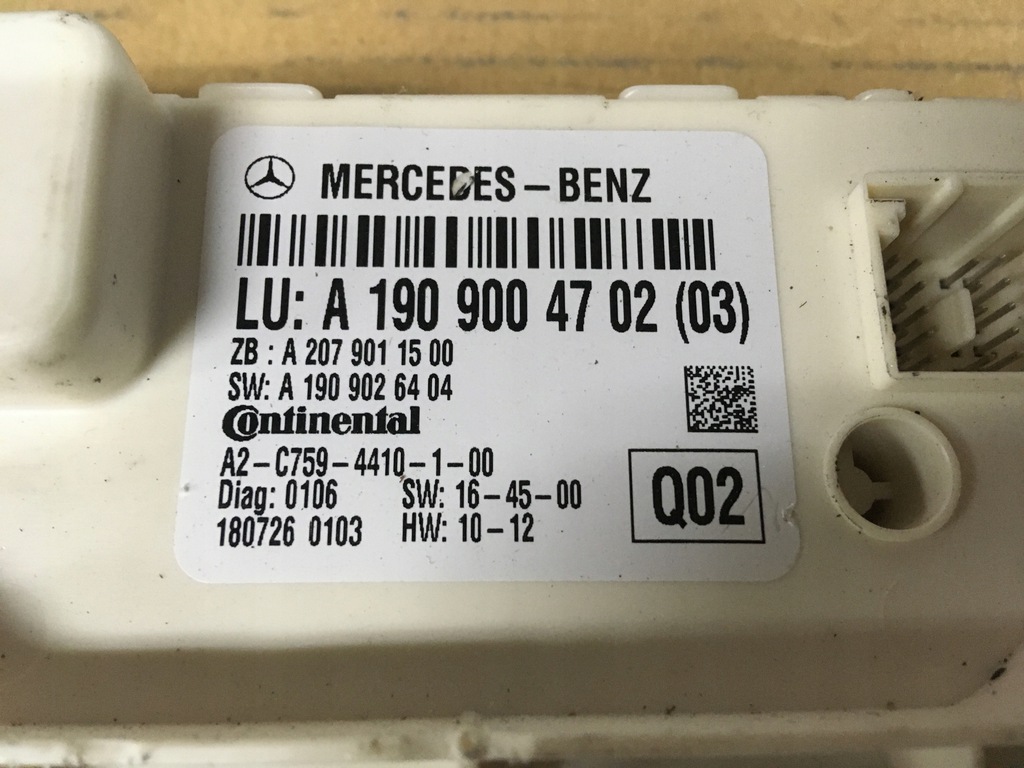 MERCEDES-BENZ
LU: A 190 900 47 02 (03)
ZB : A 207 901 15 00
SW: A 190 902 64 04
Continental
A2-C759-4410-1-00
Diag: 0106 SW: 16-45-00
180726 0103 HW: 10-12
Q02